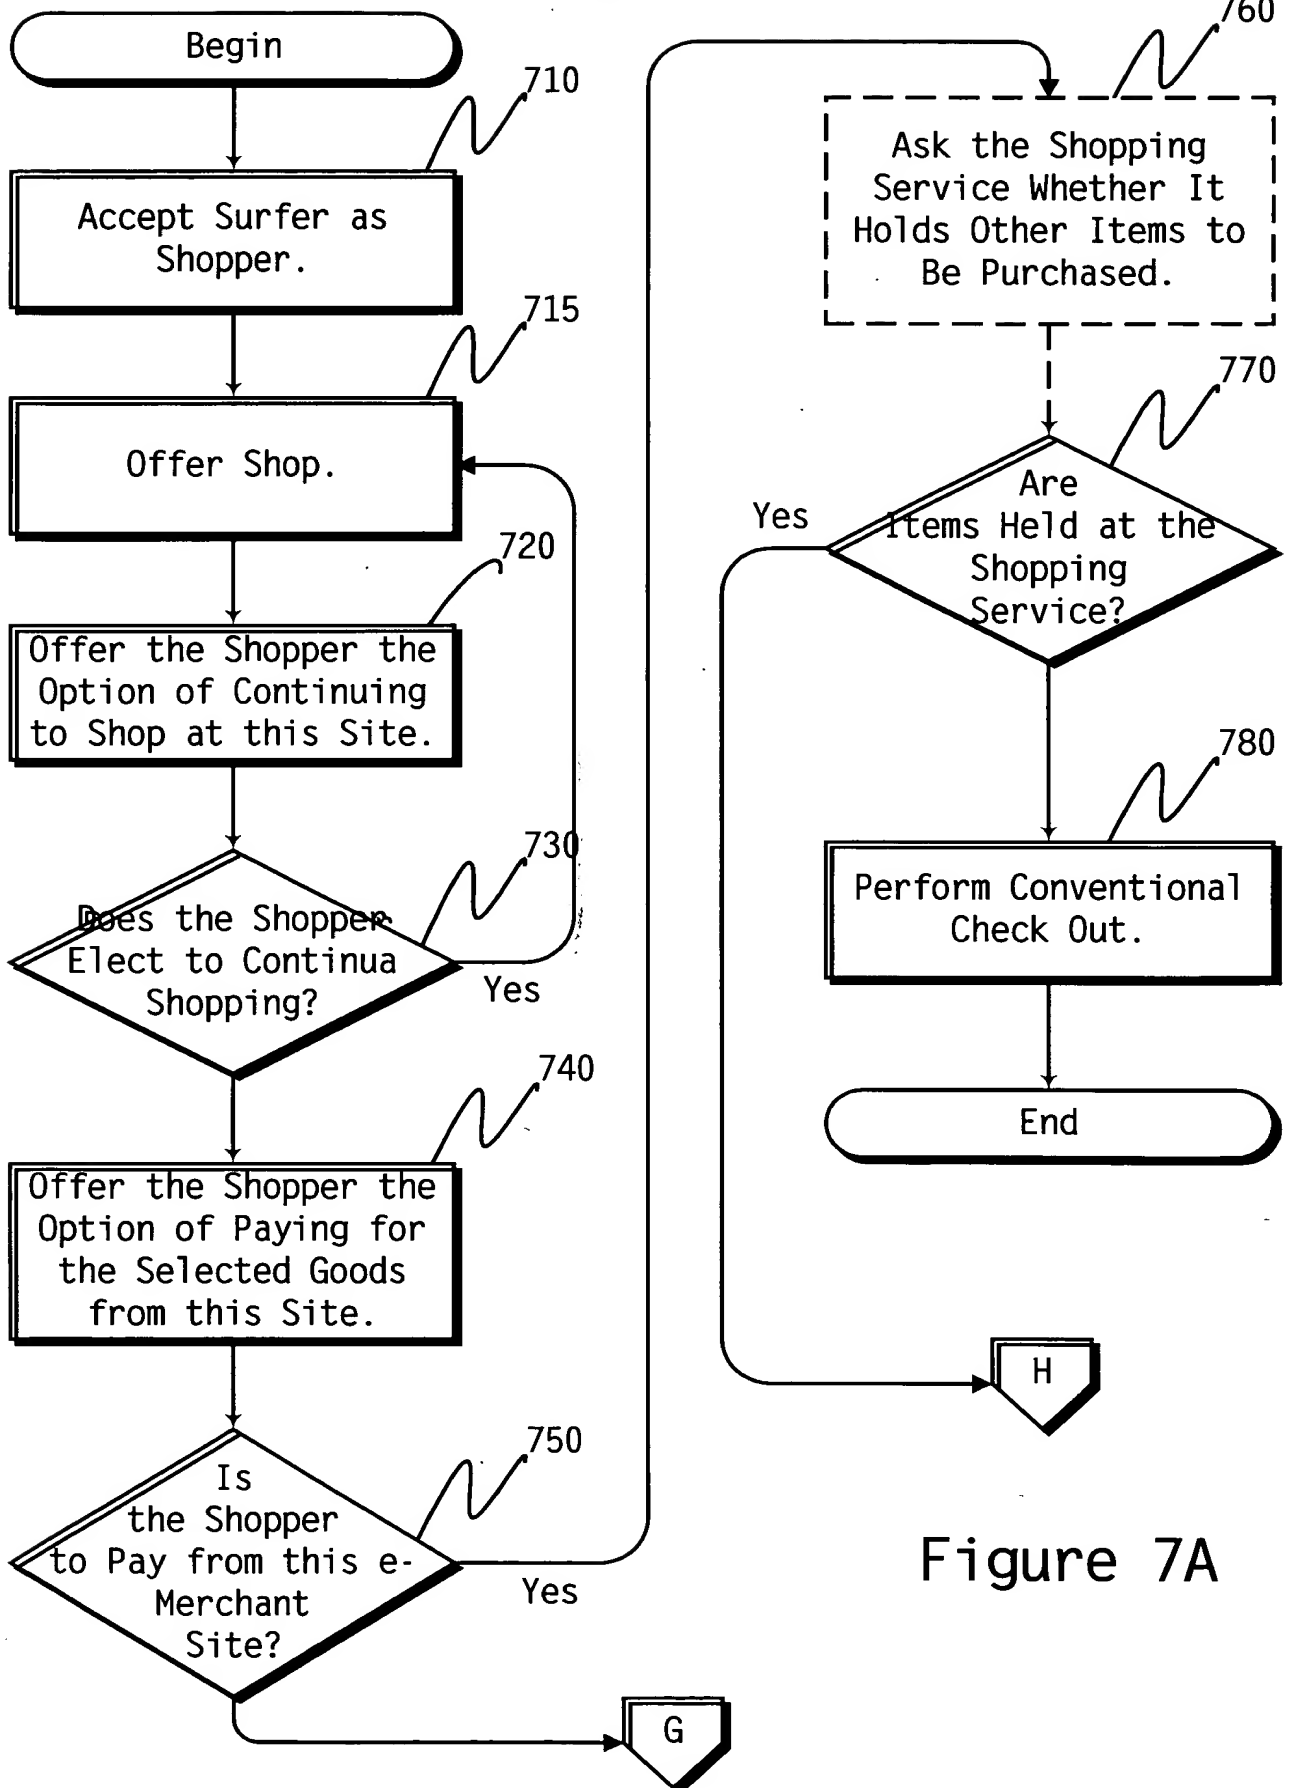 Begin
710
Accept Surfer as
Shopper.
715
Offer Shop.
720
Offer the Shopper the
Option of Continuing
to Shop at this Site.
730
Does the Shopper
Elect to Continua
Shopping?
Yes
740
Offer the Shopper the
Option of Paying for
the Selected Goods
from this Site.
750
Is
the Shopper
to Pay from this e-
Merchant
Site?
Yes
G
760
Ask the Shopping
Service Whether It
Holds Other Items to
Be Purchased.
770
Are
Items Held at the
Shopping
Service?
Yes
780
Perform Conventional
Check Out.
End
H
Figure 7A